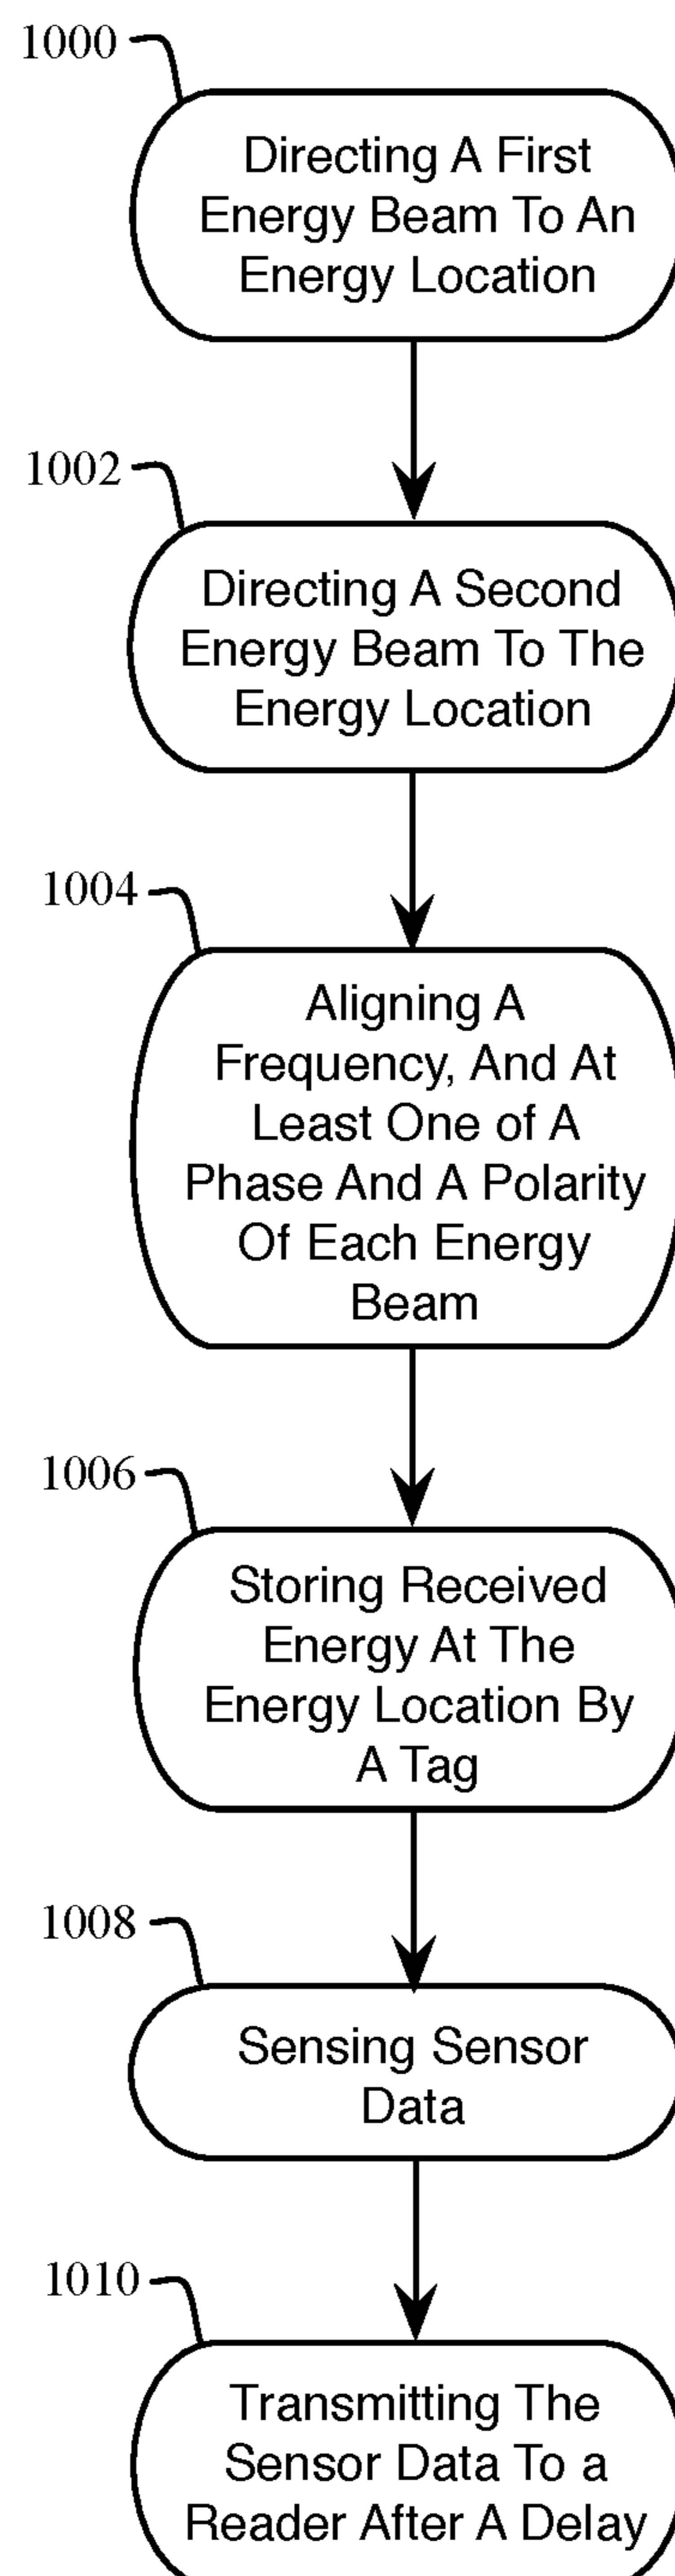 1000
Directing A First
Energy Beam To An
Energy Location
1002
Directing A Second
Energy Beam To The
Energy Location
1004
Aligning A
Frequency, And At
Least One of A
Phase And A Polarity
Of Each Energy
Beam
1006
Storing Received
Energy At The
Energy Location By
A Tag
1008
Sensing Sensor
Data
1010
Transmitting The
Sensor Data To a
Reader After A Delay